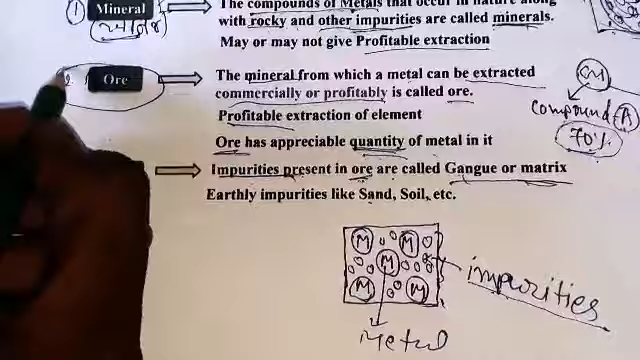 1 Mineral
The compounds of Metals that occur in nature along
with rocky and other impurities are called minerals.
May or may not give Profitable extraction
Ore
The mineral from which a metal can be extracted
commercially or profitably is called ore.
Profitable extraction of element
Ore has appreciable quantity of metal in it
Impurities present in ore are called Gangue or matrix
Earthly impurities like Sand, Soil, etc.
M
compound A
70%
M M
M
M M
impurities
Metal